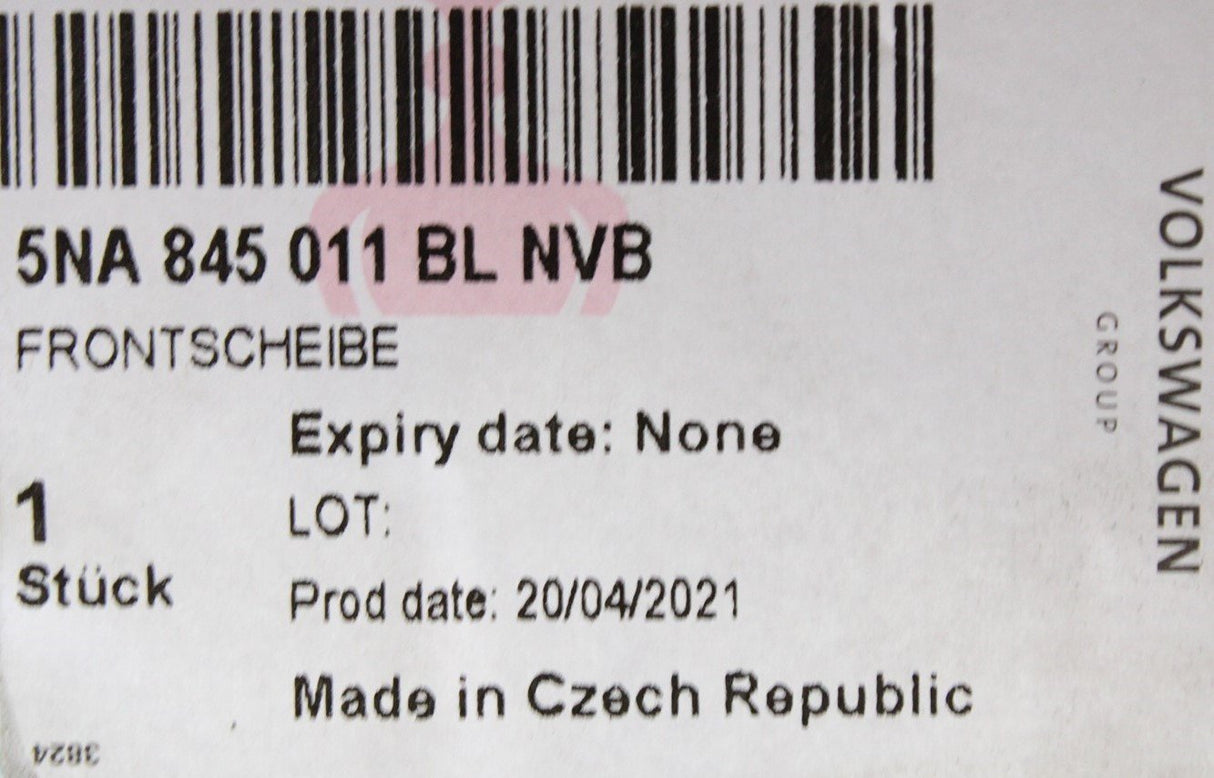 5NA 845 011 BL NVB
FRONTSCHEIBE
Expiry date: None
1
LOT:
Stück
Prod date: 20/04/2021
Made in Czech Republic
3824
VOLKSWAGEN
GROUP